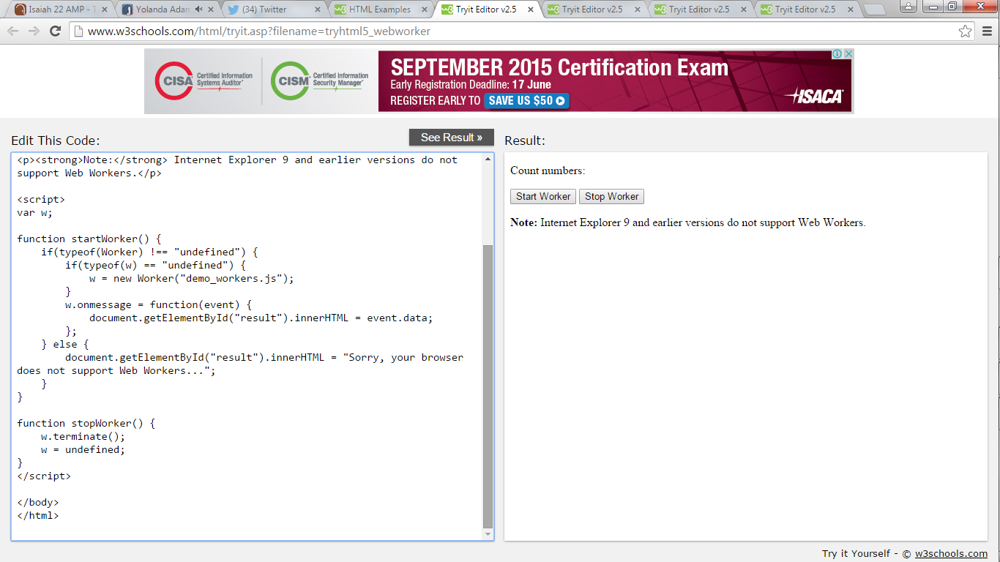 Isaiah 22 AMP - T
Yolanda Adam
(34) Twitter
HTML Examples
Tryit Editor v2.5
Tryit Editor v2.5
Tryit Editor v2.5
Tryit Editor v2.5
www.w3schools.com/html/tryit.asp?filename=tryhtml5_webworker
CISA Certified Information
Systems Auditor
CISM Certified Information
Security Manager
SEPTEMBER 2015 Certification Exam
Early Registration Deadline: 17 June
REGISTER EARLY TO SAVE US $50
ISACA
Edit This Code:
See Result »
Result:
<p><strong>Note:</strong> Internet Explorer 9 and earlier versions do not
support Web Workers.</p>
<script>
var w;
function startWorker() {
    if(typeof(Worker) !== "undefined") {
        if(typeof(w) == "undefined") {
            w = new Worker("demo_workers.js");
        }
        w.onmessage = function(event) {
            document.getElementById("result").innerHTML = event.data;
        };
    } else {
        document.getElementById("result").innerHTML = "Sorry, your browser
does not support Web Workers...";
    }
}
function stopWorker() {
    w.terminate();
    w = undefined;
}
</script>
</body>
</html>
Count numbers:
Start Worker Stop Worker
Note: Internet Explorer 9 and earlier versions do not support Web Workers.
Try it Yourself - © w3schools.com